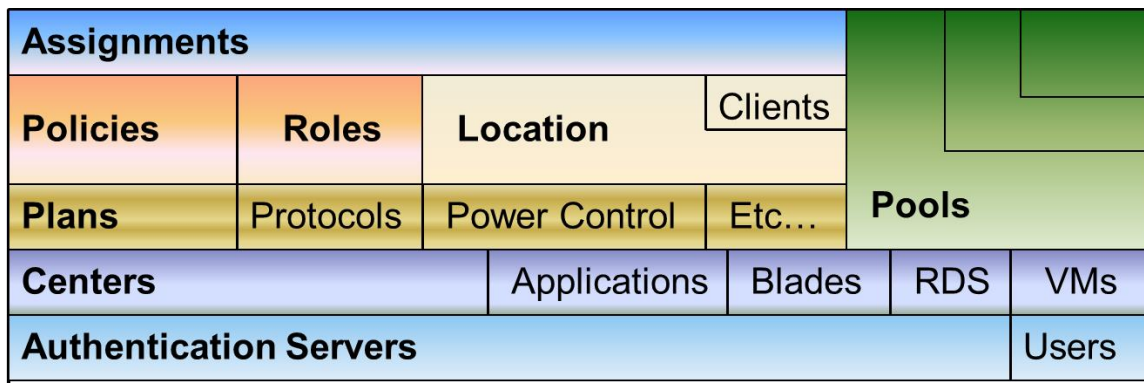 Assignments
Policies
Roles
Location
Clients
Plans
Protocols
Power Control
Etc…
Pools
Centers
Applications
Blades
RDS
VMs
Authentication Servers
Users